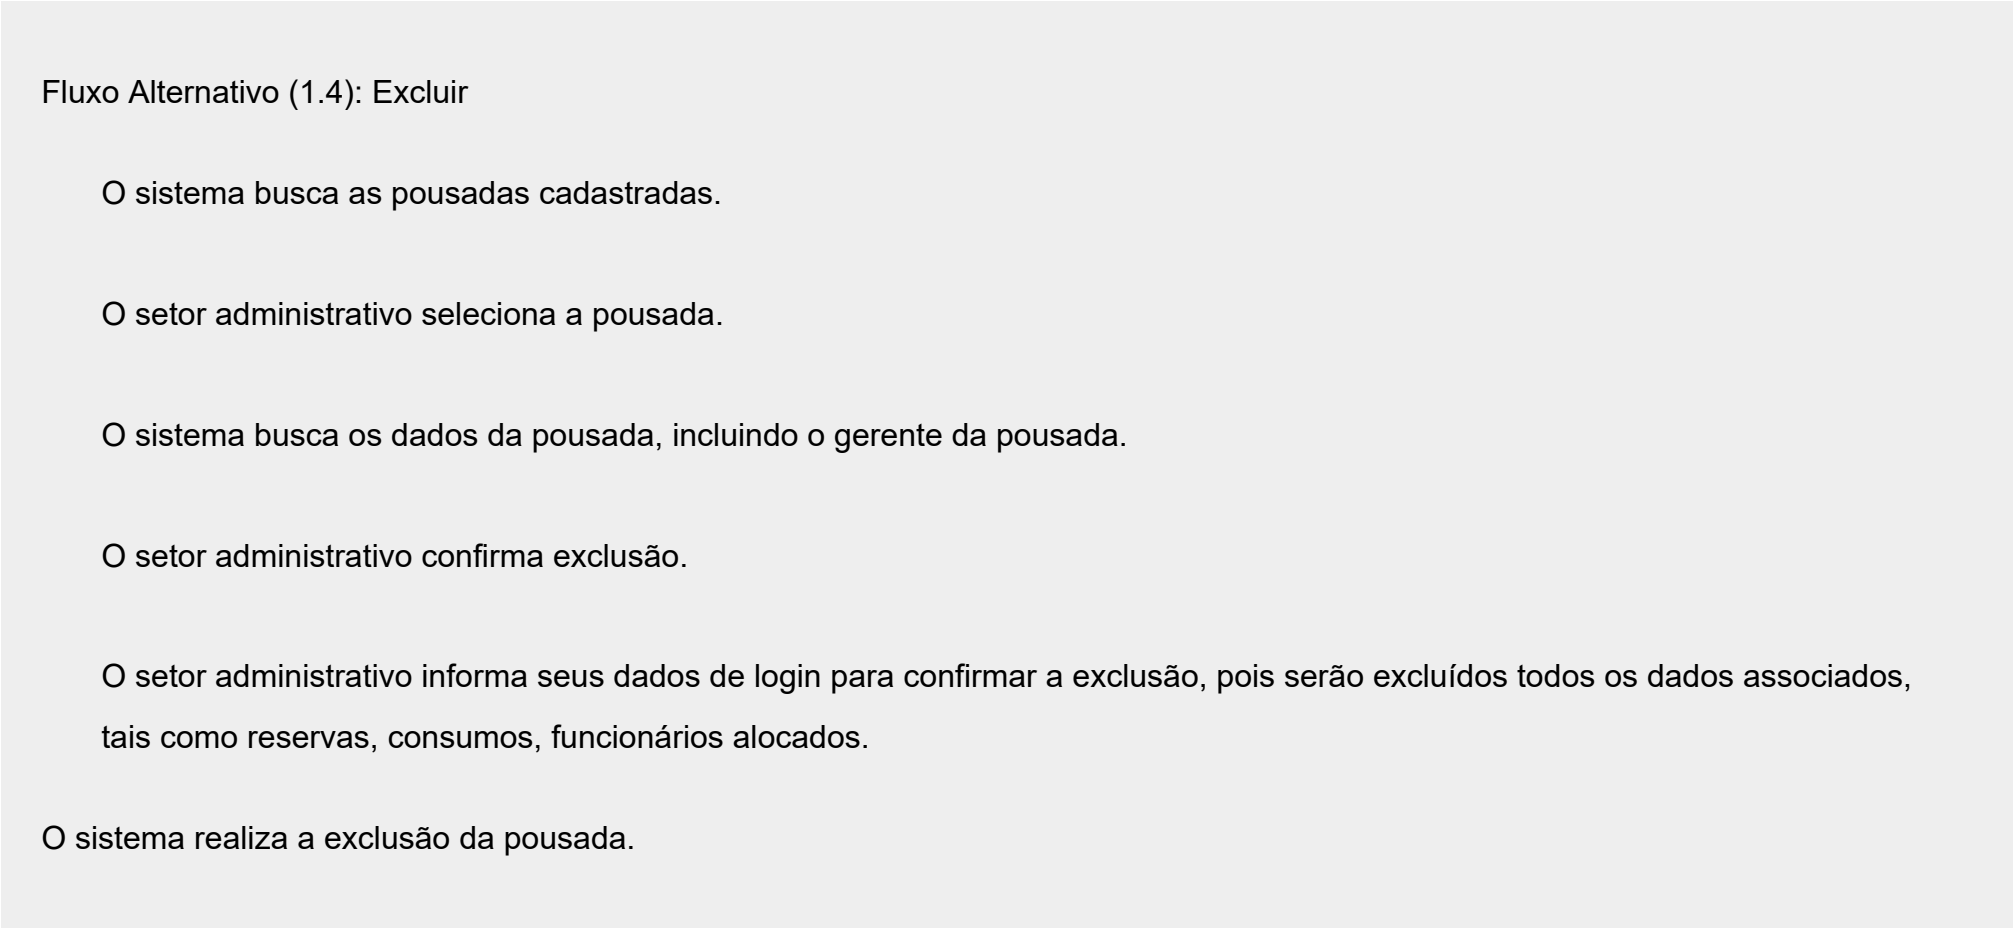 Fluxo Alternativo (1.4): Excluir
O sistema busca as pousadas cadastradas.
O setor administrativo seleciona a pousada.
O sistema busca os dados da pousada, incluindo o gerente da pousada.
O setor administrativo confirma exclusão.
O setor administrativo informa seus dados de login para confirmar a exclusão, pois serão excluídos todos os dados associados,
tais como reservas, consumos, funcionários alocados.
O sistema realiza a exclusão da pousada.